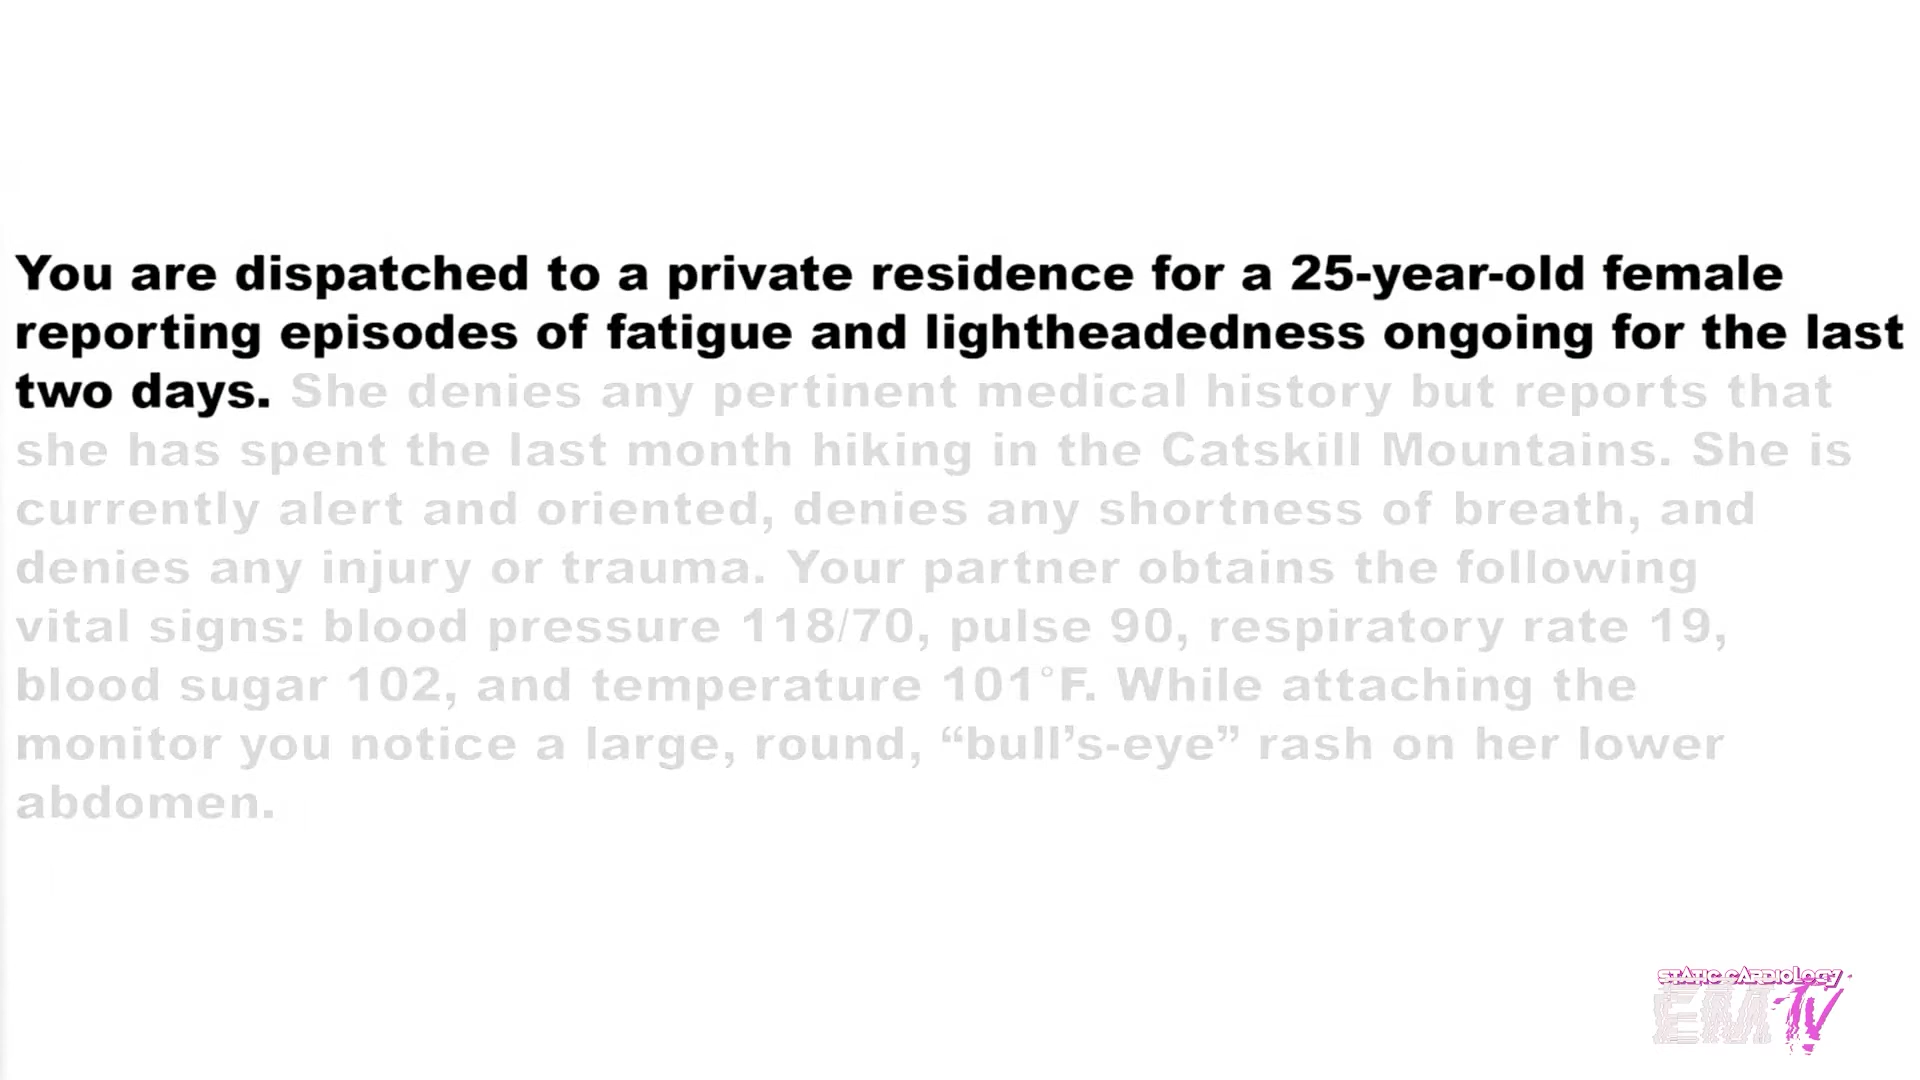 You are dispatched to a private residence for a 25-year-old female
reporting episodes of fatigue and lightheadedness ongoing for the last
two days. She denies any pertinent medical history but reports that
she has spent the last month hiking in the Catskill Mountains. She is
currently alert and oriented, denies any shortness of breath, and
denies any injury or trauma. Your partner obtains the following
vital signs: blood pressure 118/70, pulse 90, respiratory rate 19,
blood sugar 102, and temperature 101°F. While attaching the
monitor you notice a large, round, “bull’s-eye” rash on her lower
abdomen.
STATIC CARDIOLOGY
EMTV